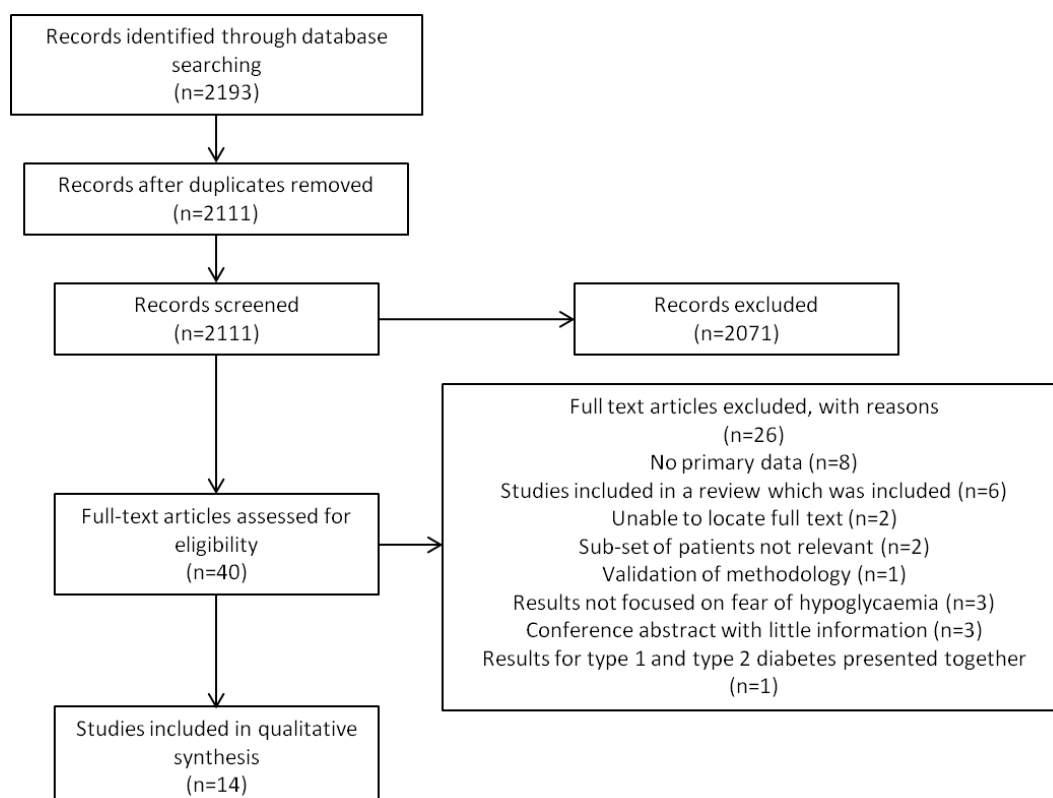 Records identified through database
searching
(n=2193)
Records after duplicates removed
(n=2111)
Records screened
(n=2111)
Records excluded
(n=2071)
Full text articles excluded, with reasons
(n=26)
No primary data (n=8)
Studies included in a review which was included (n=6)
Unable to locate full text (n=2)
Sub-set of patients not relevant (n=2)
Validation of methodology (n=1)
Results not focused on fear of hypoglycaemia (n=3)
Conference abstract with little information (n=3)
Results for type 1 and type 2 diabetes presented together
(n=1)
Full-text articles assessed for
eligibility
(n=40)
Studies included in qualitative
synthesis
(n=14)